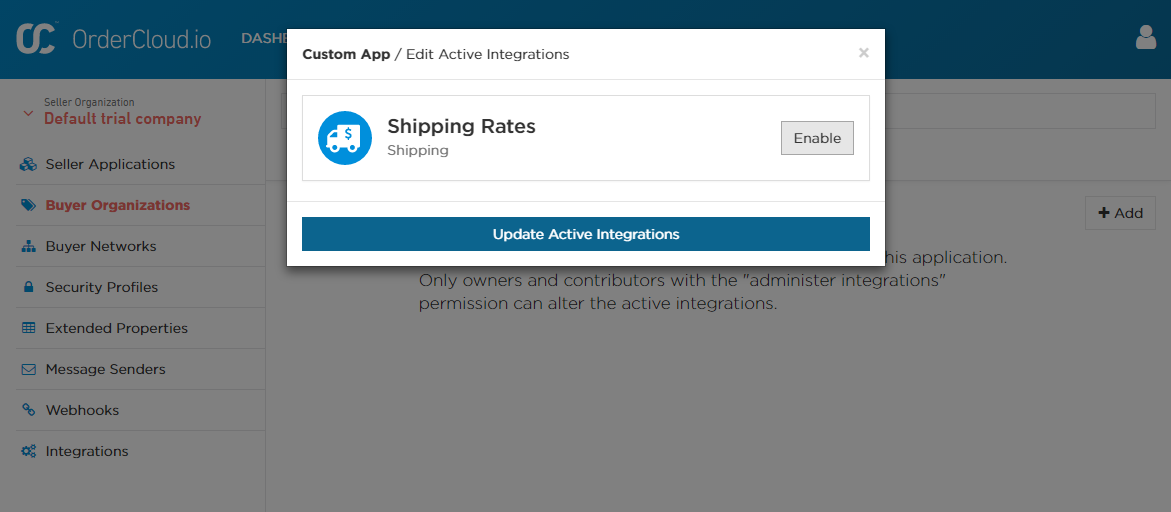 OC OrderCloud.io DASHB
Custom App / Edit Active Integrations ×
Seller Organization
Default trial company
Shipping Rates
Shipping
Enable
Seller Applications
Buyer Organizations
Add
Update Active Integrations
Buyer Networks
his application.
Only owners and contributors with the "administer integrations"
permission can alter the active integrations.
Security Profiles
Extended Properties
Message Senders
Webhooks
Integrations